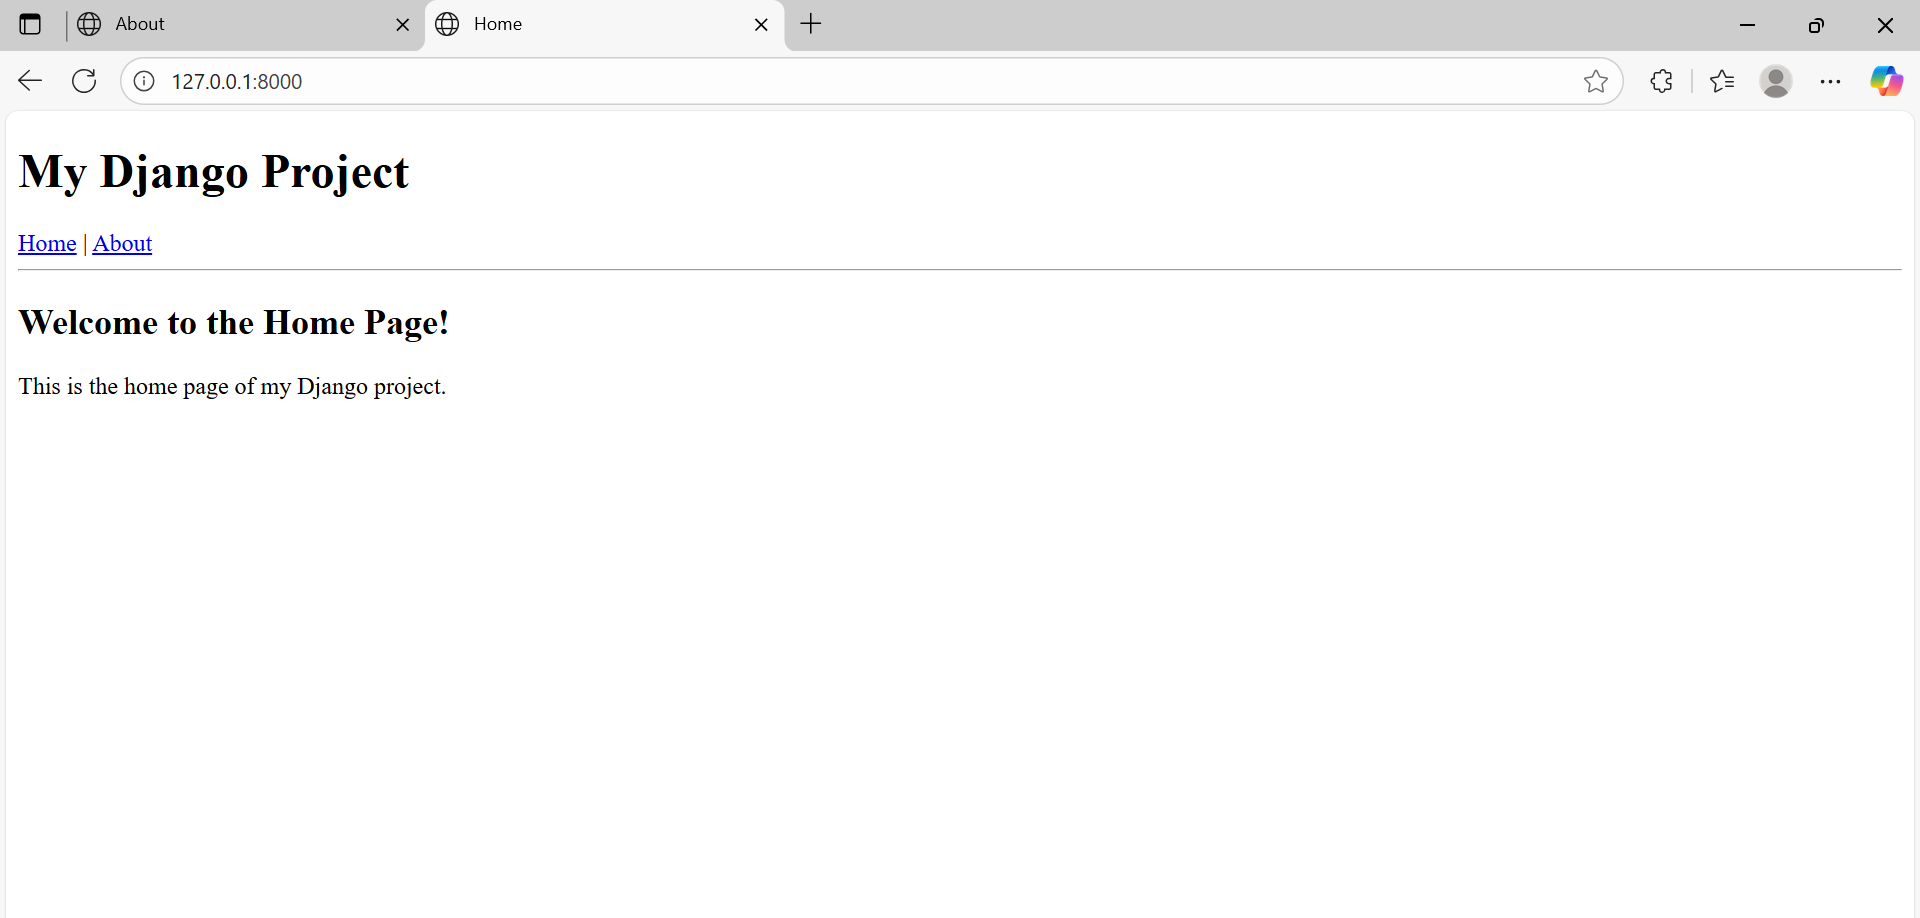 About
Home
127.0.0.1:8000
My Django Project
Home | About
Welcome to the Home Page!
This is the home page of my Django project.